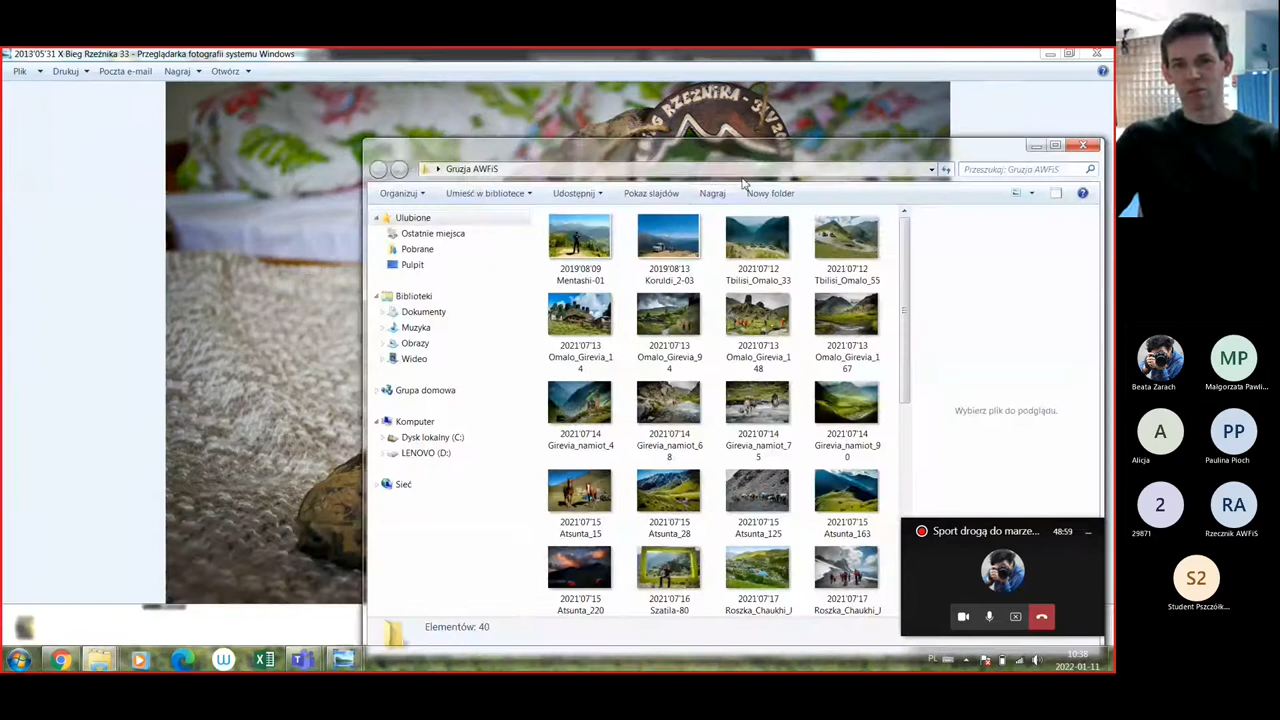 2013'05'31 X Bieg Rzeźnika 33 - Przeglądarka fotografii systemu Windows
Plik Drukuj Poczta e-mail Nagraj Otwórz
RZEŹNIKA - 3
Gruzja AWFiS
Przeszukaj: Gruzja AWFiS
Organizuj Umieść w bibliotece Udostępnij Pokaz slajdów Nagraj Nowy folder
Ulubione
Ostatnie miejsca
Pobrane
Pulpit
Biblioteki
Dokumenty
Muzyka
Obrazy
Wideo
Grupa domowa
Komputer
Dysk lokalny (C:)
LENOVO (D:)
Sieć
2019'08'09 Mentashi-01
2019'08'13 Koruldi_2-03
2021'07'12 Tbilisi_Omalo_33
2021'07'12 Tbilisi_Omalo_55
2021'07'13 Omalo_Girevia_14
2021'07'13 Omalo_Girevia_94
2021'07'13 Omalo_Girevia_148
2021'07'13 Omalo_Girevia_167
2021'07'14 Girevia_namiot_4
2021'07'14 Girevia_namiot_68
2021'07'14 Girevia_namiot_75
2021'07'14 Girevia_namiot_90
2021'07'15 Atsunta_15
2021'07'15 Atsunta_28
2021'07'15 Atsunta_125
2021'07'15 Atsunta_163
2021'07'15 Atsunta_220
2021'07'16 Szatila-80
2021'07'17 Roszka_Chaukhi_J
2021'07'17 Roszka_Chaukhi_J
Wybierz plik do podglądu.
Elementów: 40
Sport drogą do marze... 48:59
PL
10:38
2022-01-11
Beata Zarach
MP
Małgorzata Pawli...
A
Alicja
PP
Paulina Pioch
2
29871
RA
Rzecznik AWFiS
S2
Student Pszczółk...